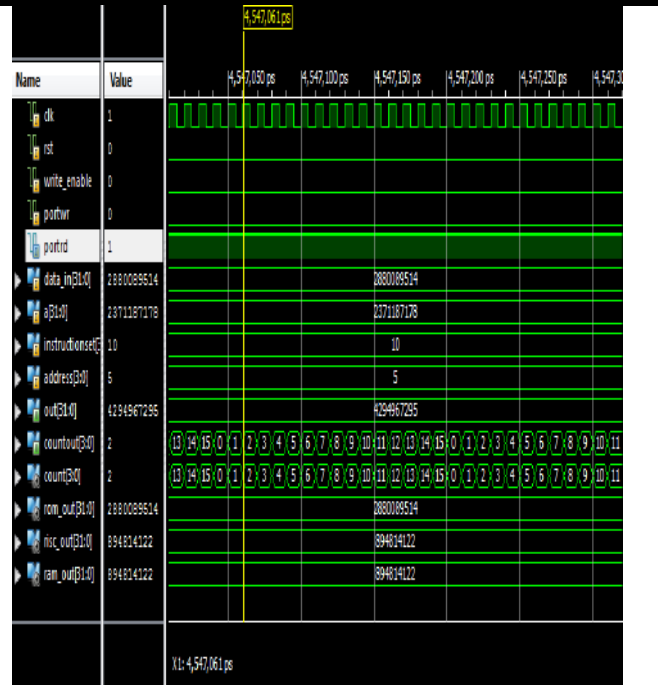 4,547,061 ps
Name Value 4,547,050 ps 4,547,100 ps 4,547,150 ps 4,547,200 ps 4,547,250 ps 4,547,30
clk 1
rst 0
write_enable 0
portwr 0
portrd 1
data_in[31:0] 2880089514 2880089514
a[31:0] 2371187178 2371187178
instructionset[3 10 10
address[3:0] 5 5
out[31:0] 4294967295 4294967295
countout[3:0] 2 13 14 15 0 1 2 3 4 5 6 7 8 9 10 11 12 13 14 15 0 1 2 3 4 5 6 7 8 9 10 11
count[3:0] 2 13 14 15 0 1 2 3 4 5 6 7 8 9 10 11 12 13 14 15 0 1 2 3 4 5 6 7 8 9 10 11
rom_out[31:0] 2880089514 2880089514
risc_out[31:0] 894814122 894814122
ram_out[31:0] 894814122 894814122
X1: 4,547,061 ps